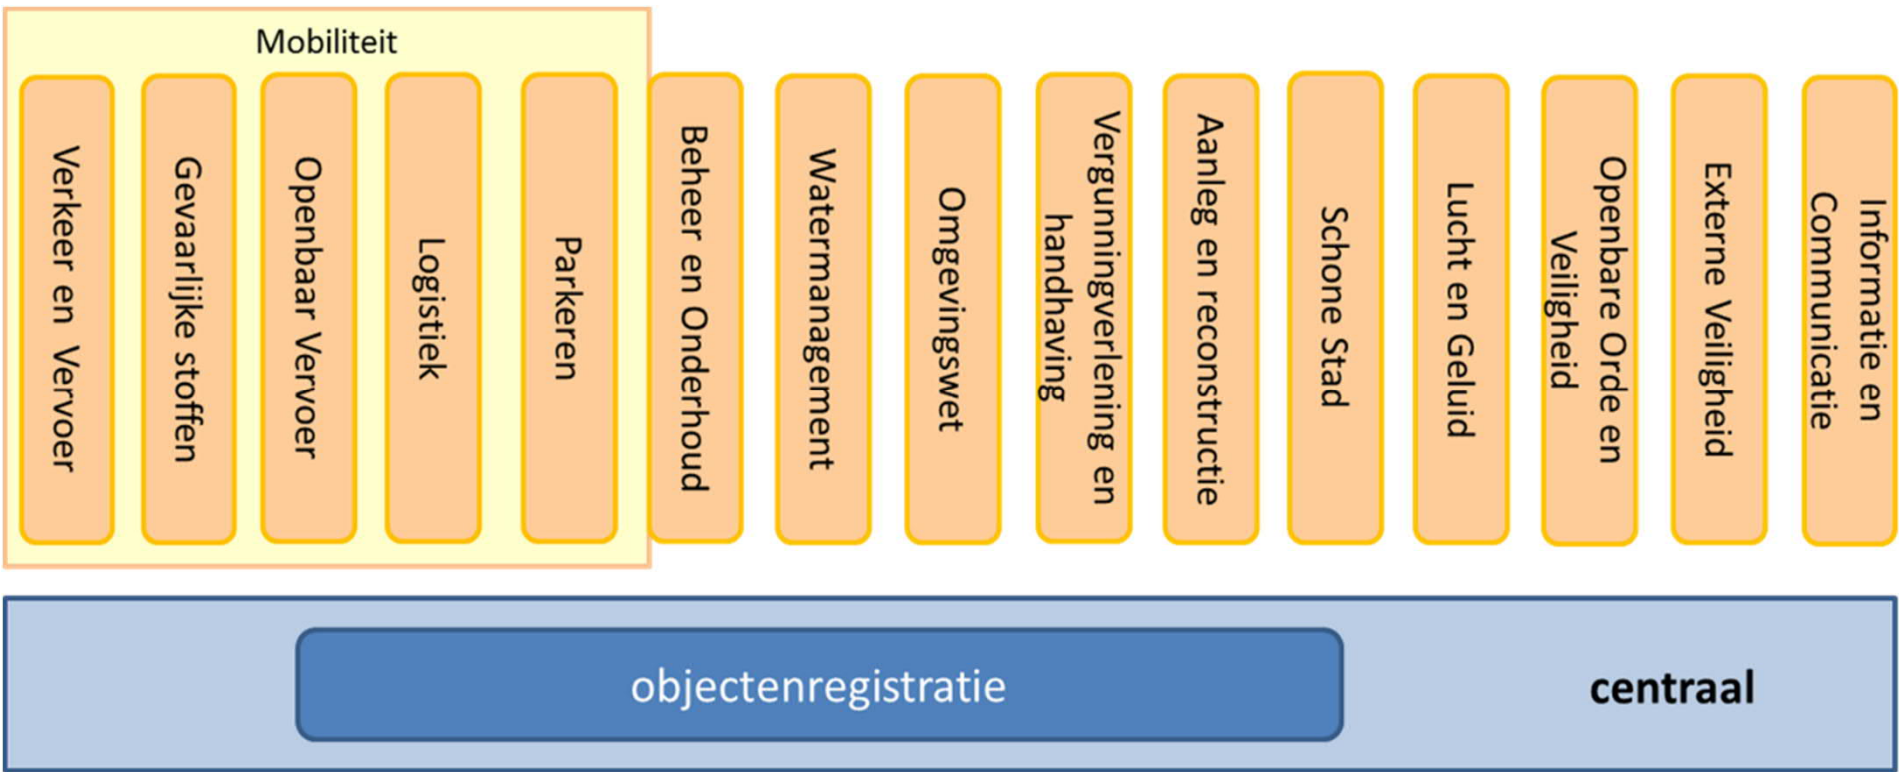 Mobiliteit
Verkeer en Vervoer
Gevaarlijke stoffen
Openbaar Vervoer
Logistiek
Parkeren
Beheer en Onderhoud
Watermanagement
Omgevingswet
Vergunningverlening en
handhaving
Aanleg en reconstructie
Schone Stad
Lucht en Geluid
Openbare Orde en
Veiligheid
Externe Veiligheid
Informatie en
Communicatie
objectenregistratie
centraal